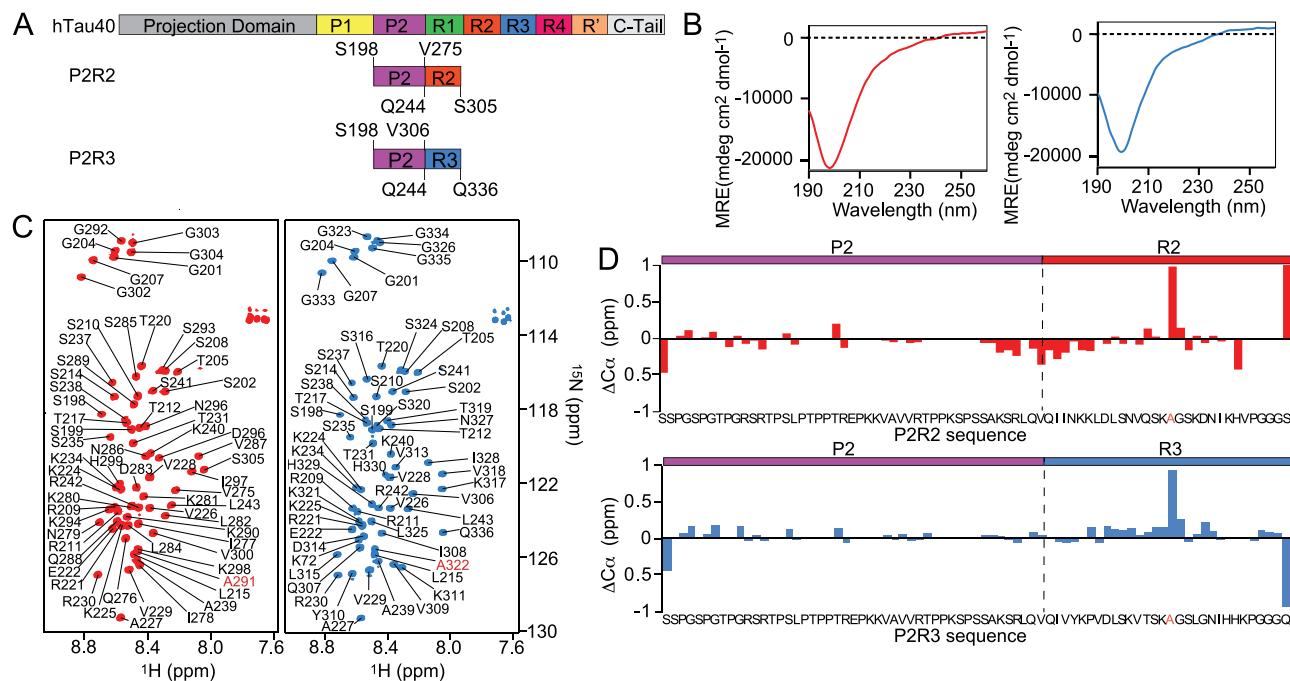 A
hTau40 Projection Domain P1 P2 R1 R2 R3 R4 R' C-Tail
S198 V275
P2R2 P2 R2
Q244 S305
S198 V306
P2R3 P2 R3
Q244 Q336
B
MRE(mdeg cm2 dmol-1)
0
-10000
-20000
190 210 230 250
Wavelength (nm)
MRE(mdeg cm2 dmol-1)
0
-10000
-20000
190 210 230 250
Wavelength (nm)
C
G292 G303
G204 G304
G201
G207
G302
S210 S285 T220 S293
S237 S208
S289 T205
S214
S238 S241 S202
S198
T217 T212 N296
S199 T231
S235 K240 D296
N286 V287
K234 H299 S305
K224 D283 V228 I297
R242 V275
K280 K281
R209 V226 L243
K294 L282
N279 K290
R211 I277
Q288 L284 V300
E222 K298
R221 A291
R230 Q276 L215
K225 V229 A239
A227 I278
8.8 8.4 8.0 7.6
1H (ppm)
G323 G334
G204 G326
G335
G201
G333 G207
S316 S324 S208
S237 T220 T205
S214
S238 S210 S241
T217 S202
S198 S199 S320
S235 T319
N327
K224 K240 T212
K234 T231 V313 I328
H329 H330 V318
R209 V228 K317
K321 R242 V306
K225 V226
R221 R211 L243
E222 L325 Q336
D314
K72 I308
L315 A322
Q307 L215
R230 K311
Y310 V229 A239 V309
A227
8.8 8.4 8.0 7.6
1H (ppm)
110
114
118
122
126
130
15N (ppm)
D
P2 R2
ΔCα (ppm)
1
0.5
0
0.5
1
SSPGSPGTPGRSRTPSLPTPPTREPKKVAVVRTPPKSPSSAKSRLQVQIINKKLDLSNVQSKAGSKDNIKHVPGGGS
P2R2 sequence
P2 R3
ΔCα (ppm)
1
0.5
0
0.5
1
SSPGSPGTPGRSRTPSLPTPPTREPKKVAVVRTPPKSPSSAKSRLQVQIVYKPVDLSKVTSKAGSLGNIHHKPGGGQ
P2R3 sequence